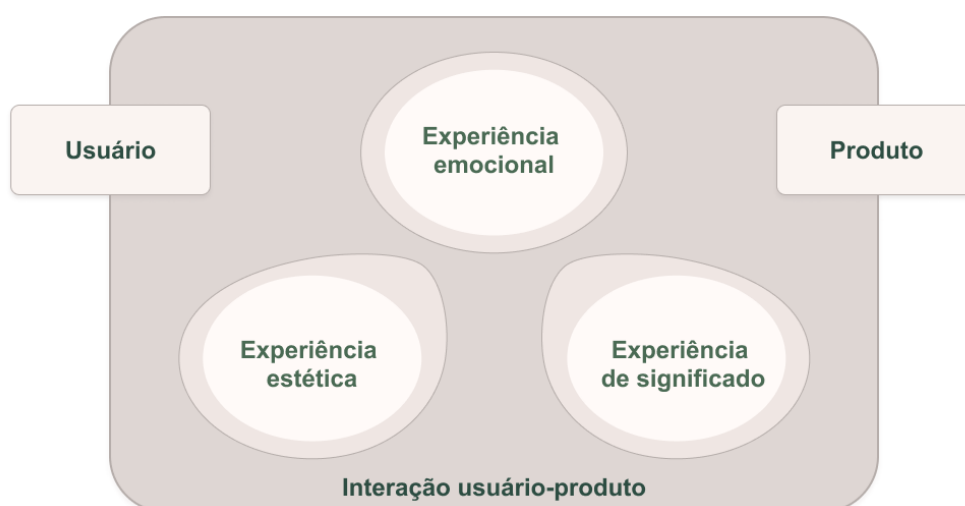 Usuário
Experiência
emocional
Produto
Experiência
estética
Experiência
de significado
Interação usuário-produto